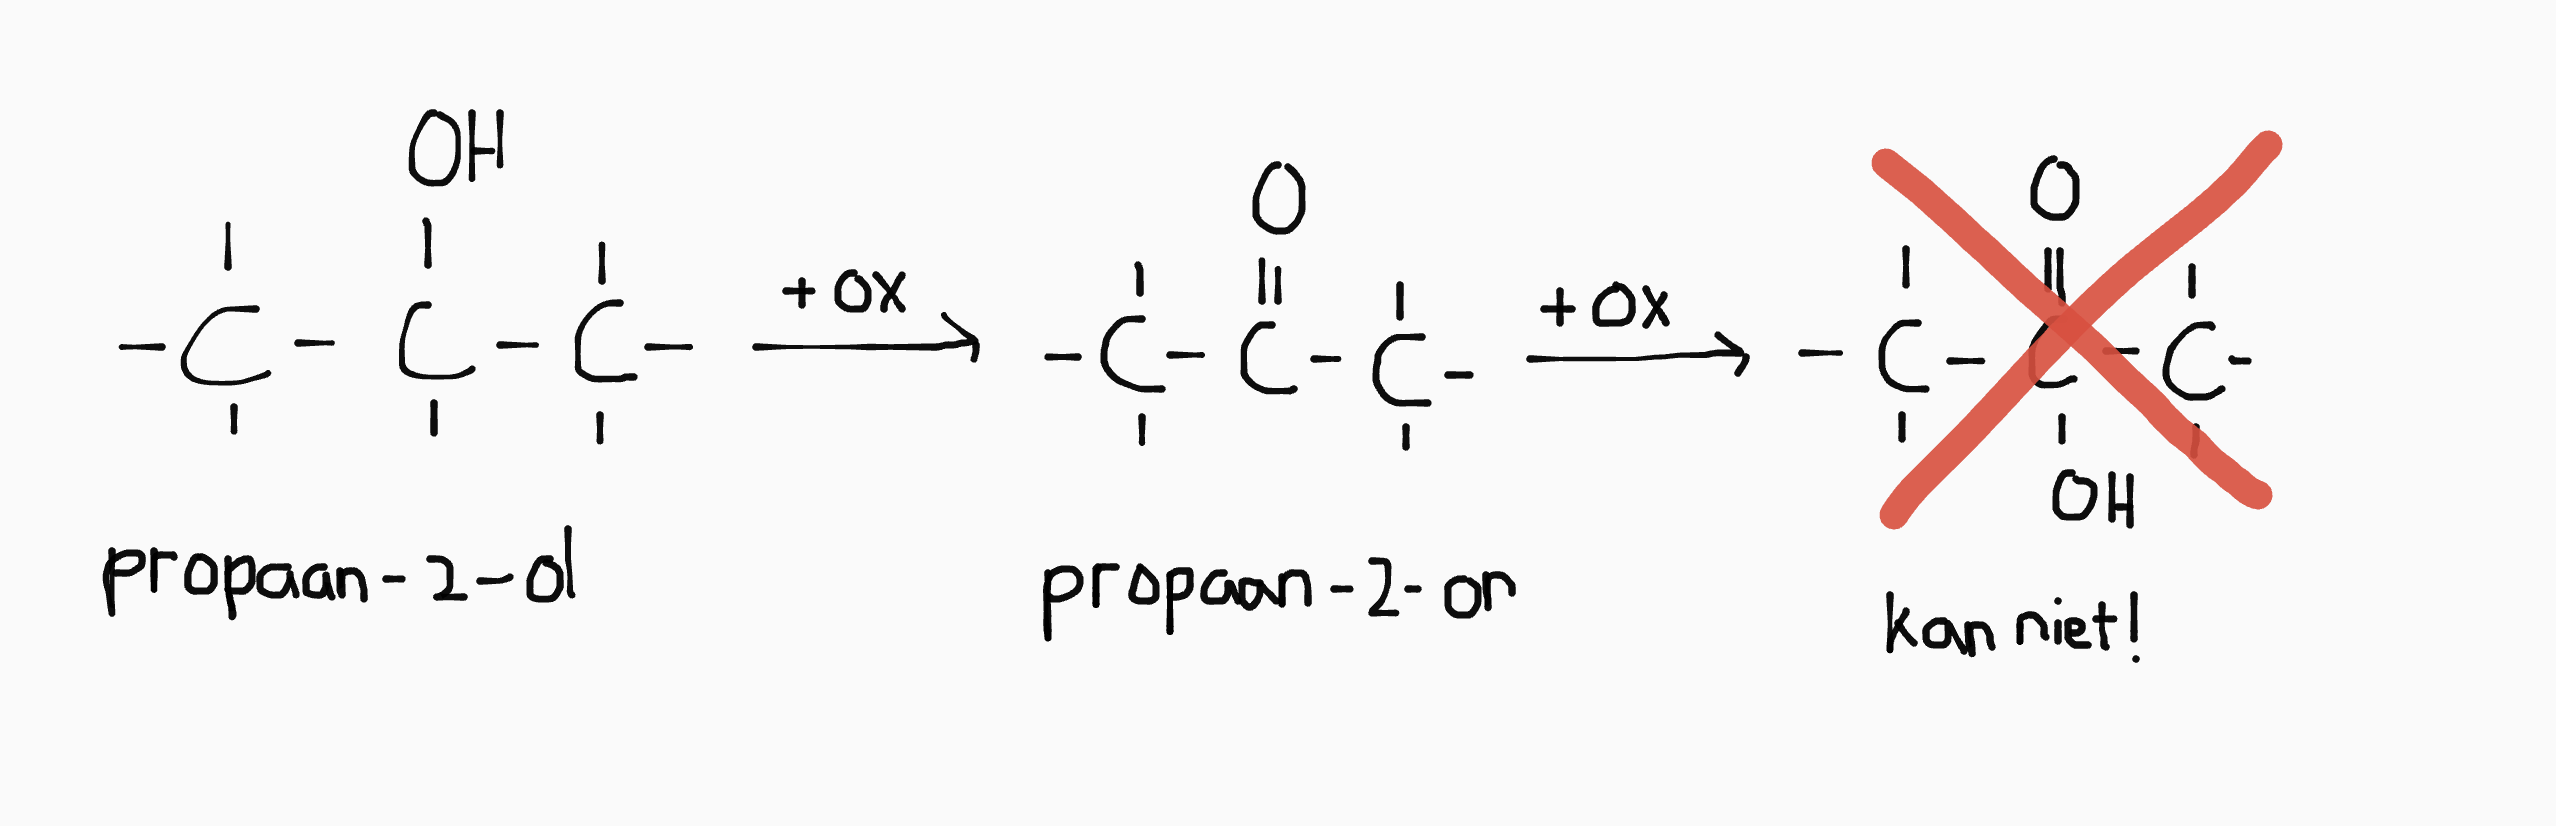 OH
- C - C - C -
+ ox
O
- C - C - C -
+ ox
O
- C - C - C -
OH
propaan-2-ol
propaan-2-on
kan niet!